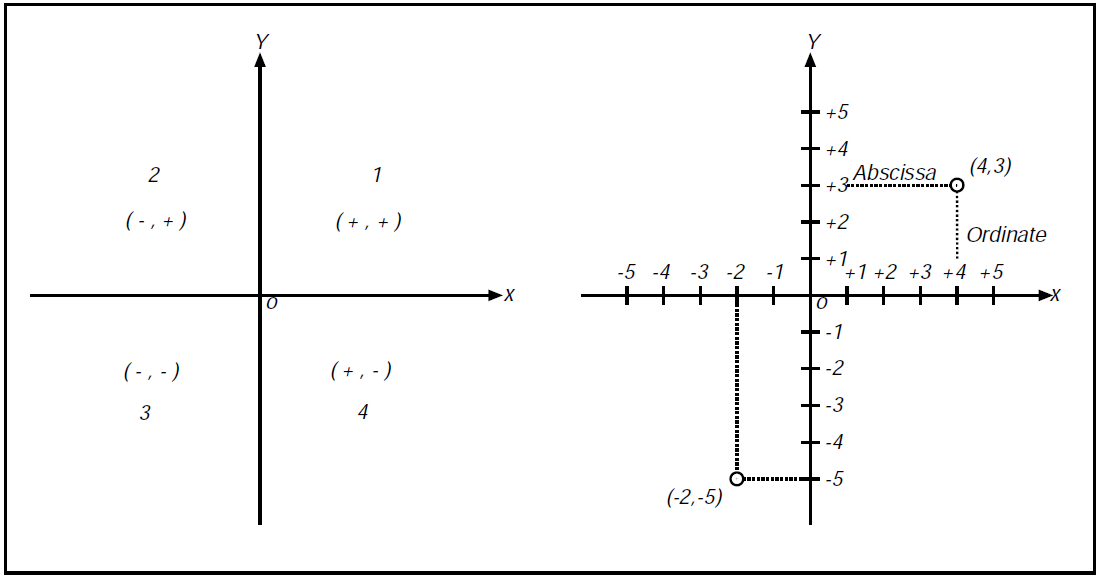 Y
2
1
( - , + )
( + , + )
X
O
( - , - )
( + , - )
3
4
Y
+5
+4
(4,3)
Abscissa
+3
+2
Ordinate
+1
-5 -4 -3 -2 -1 +1 +2 +3 +4 +5
X
O
-1
-2
-3
-4
-5
(-2,-5)